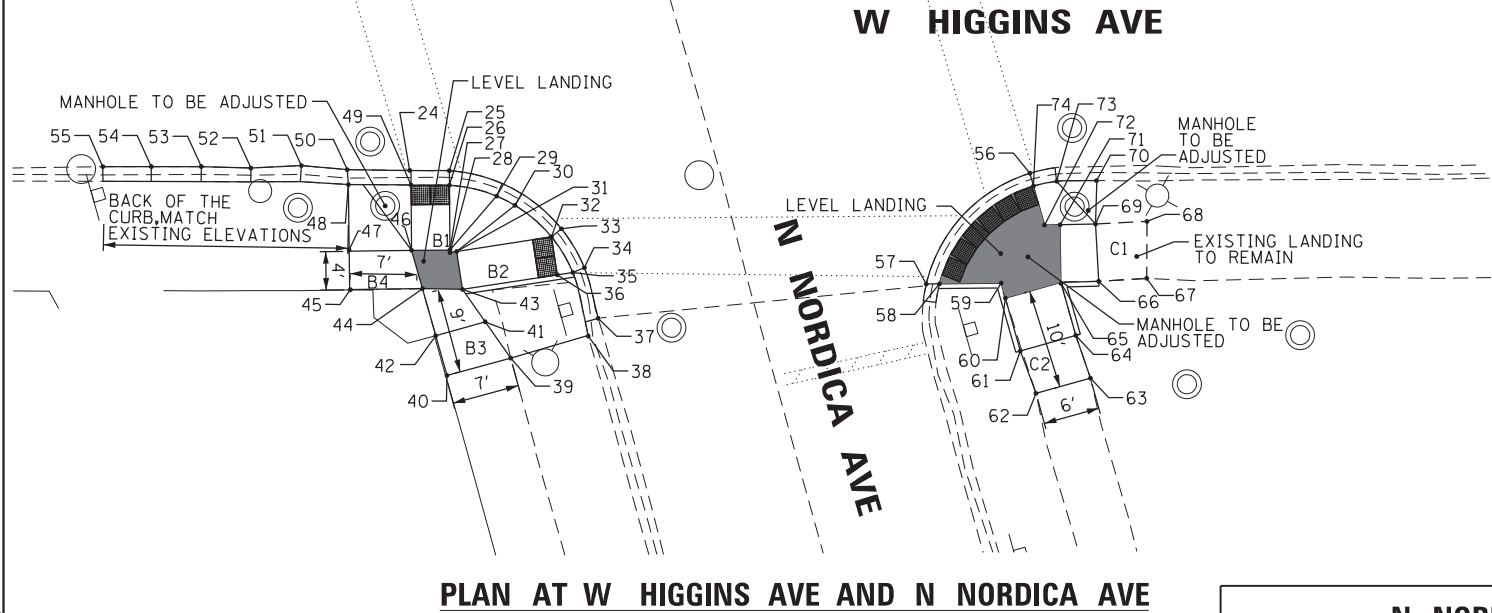 W HIGGINS AVE
LEVEL LANDING
MANHOLE TO BE ADJUSTED
49
24
25
26
27
28
29
30
31
32
33
34
35
36
37
38
55
54
53
52
51
50
BACK OF THE
CURB,MATCH
EXISTING ELEVATIONS
48
47
46
B1
7'
4'
B4
B2
45
44
43
9'
41
42
B3
40
7'
39
N NORDICA AVE
74
73
72
71
70
56
MANHOLE
TO BE
ADJUSTED
LEVEL LANDING
69
68
C1
EXISTING LANDING
TO REMAIN
57
58
59
66
67
60
10'
65
MANHOLE TO BE
ADJUSTED
64
61
C2
62
63
6'
PLAN AT W HIGGINS AVE AND N NORDICA AVE